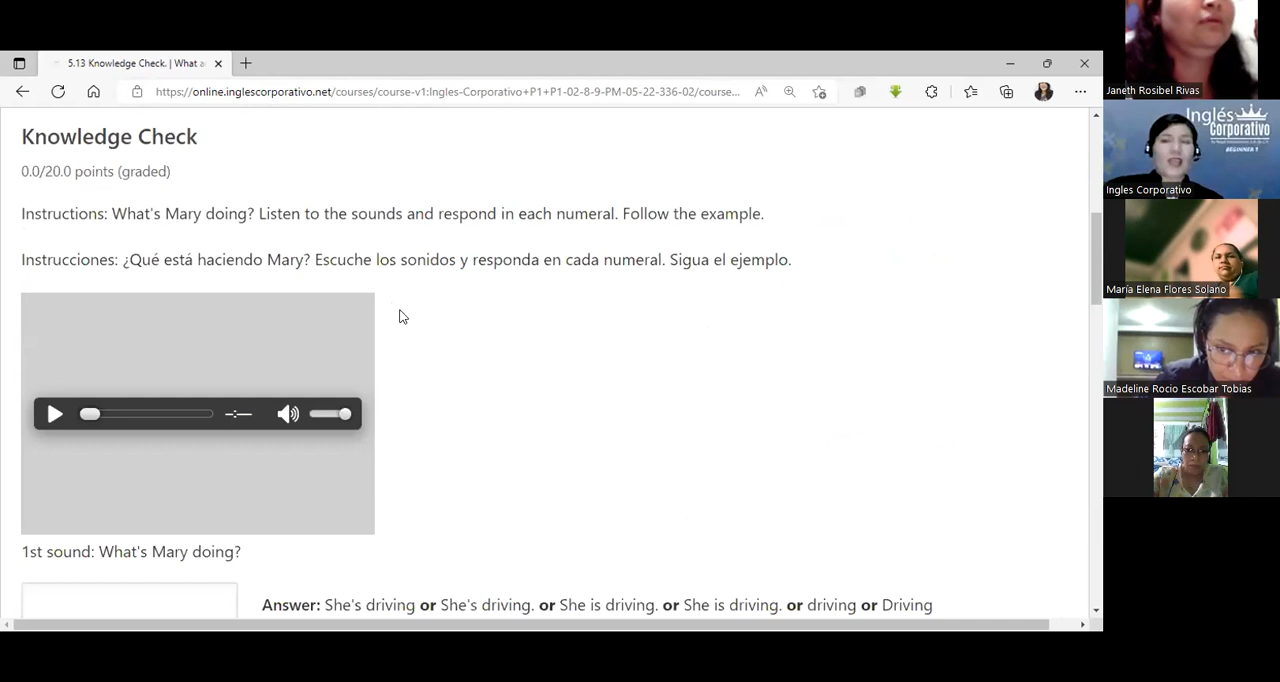 5.13 Knowledge Check. | What a
https://online.inglescorporativo.net/courses/course-v1:Ingles-Corporativo+P1+P1-02-8-9-PM-05-22-336-02/course...
Knowledge Check
0.0/20.0 points (graded)
Instructions: What's Mary doing? Listen to the sounds and respond in each numeral. Follow the example.
Instrucciones: ¿Qué está haciendo Mary? Escuche los sonidos y responda en cada numeral. Sigua el ejemplo.
-:--
1st sound: What's Mary doing?
Answer: She's driving or She's driving. or She is driving. or She is driving. or driving or Driving
Janeth Rosibel Rivas
Inglés
Corporativo
BEGINNER 1
Ingles Corporativo
María Elena Flores Solano
Madeline Rocio Escobar Tobias